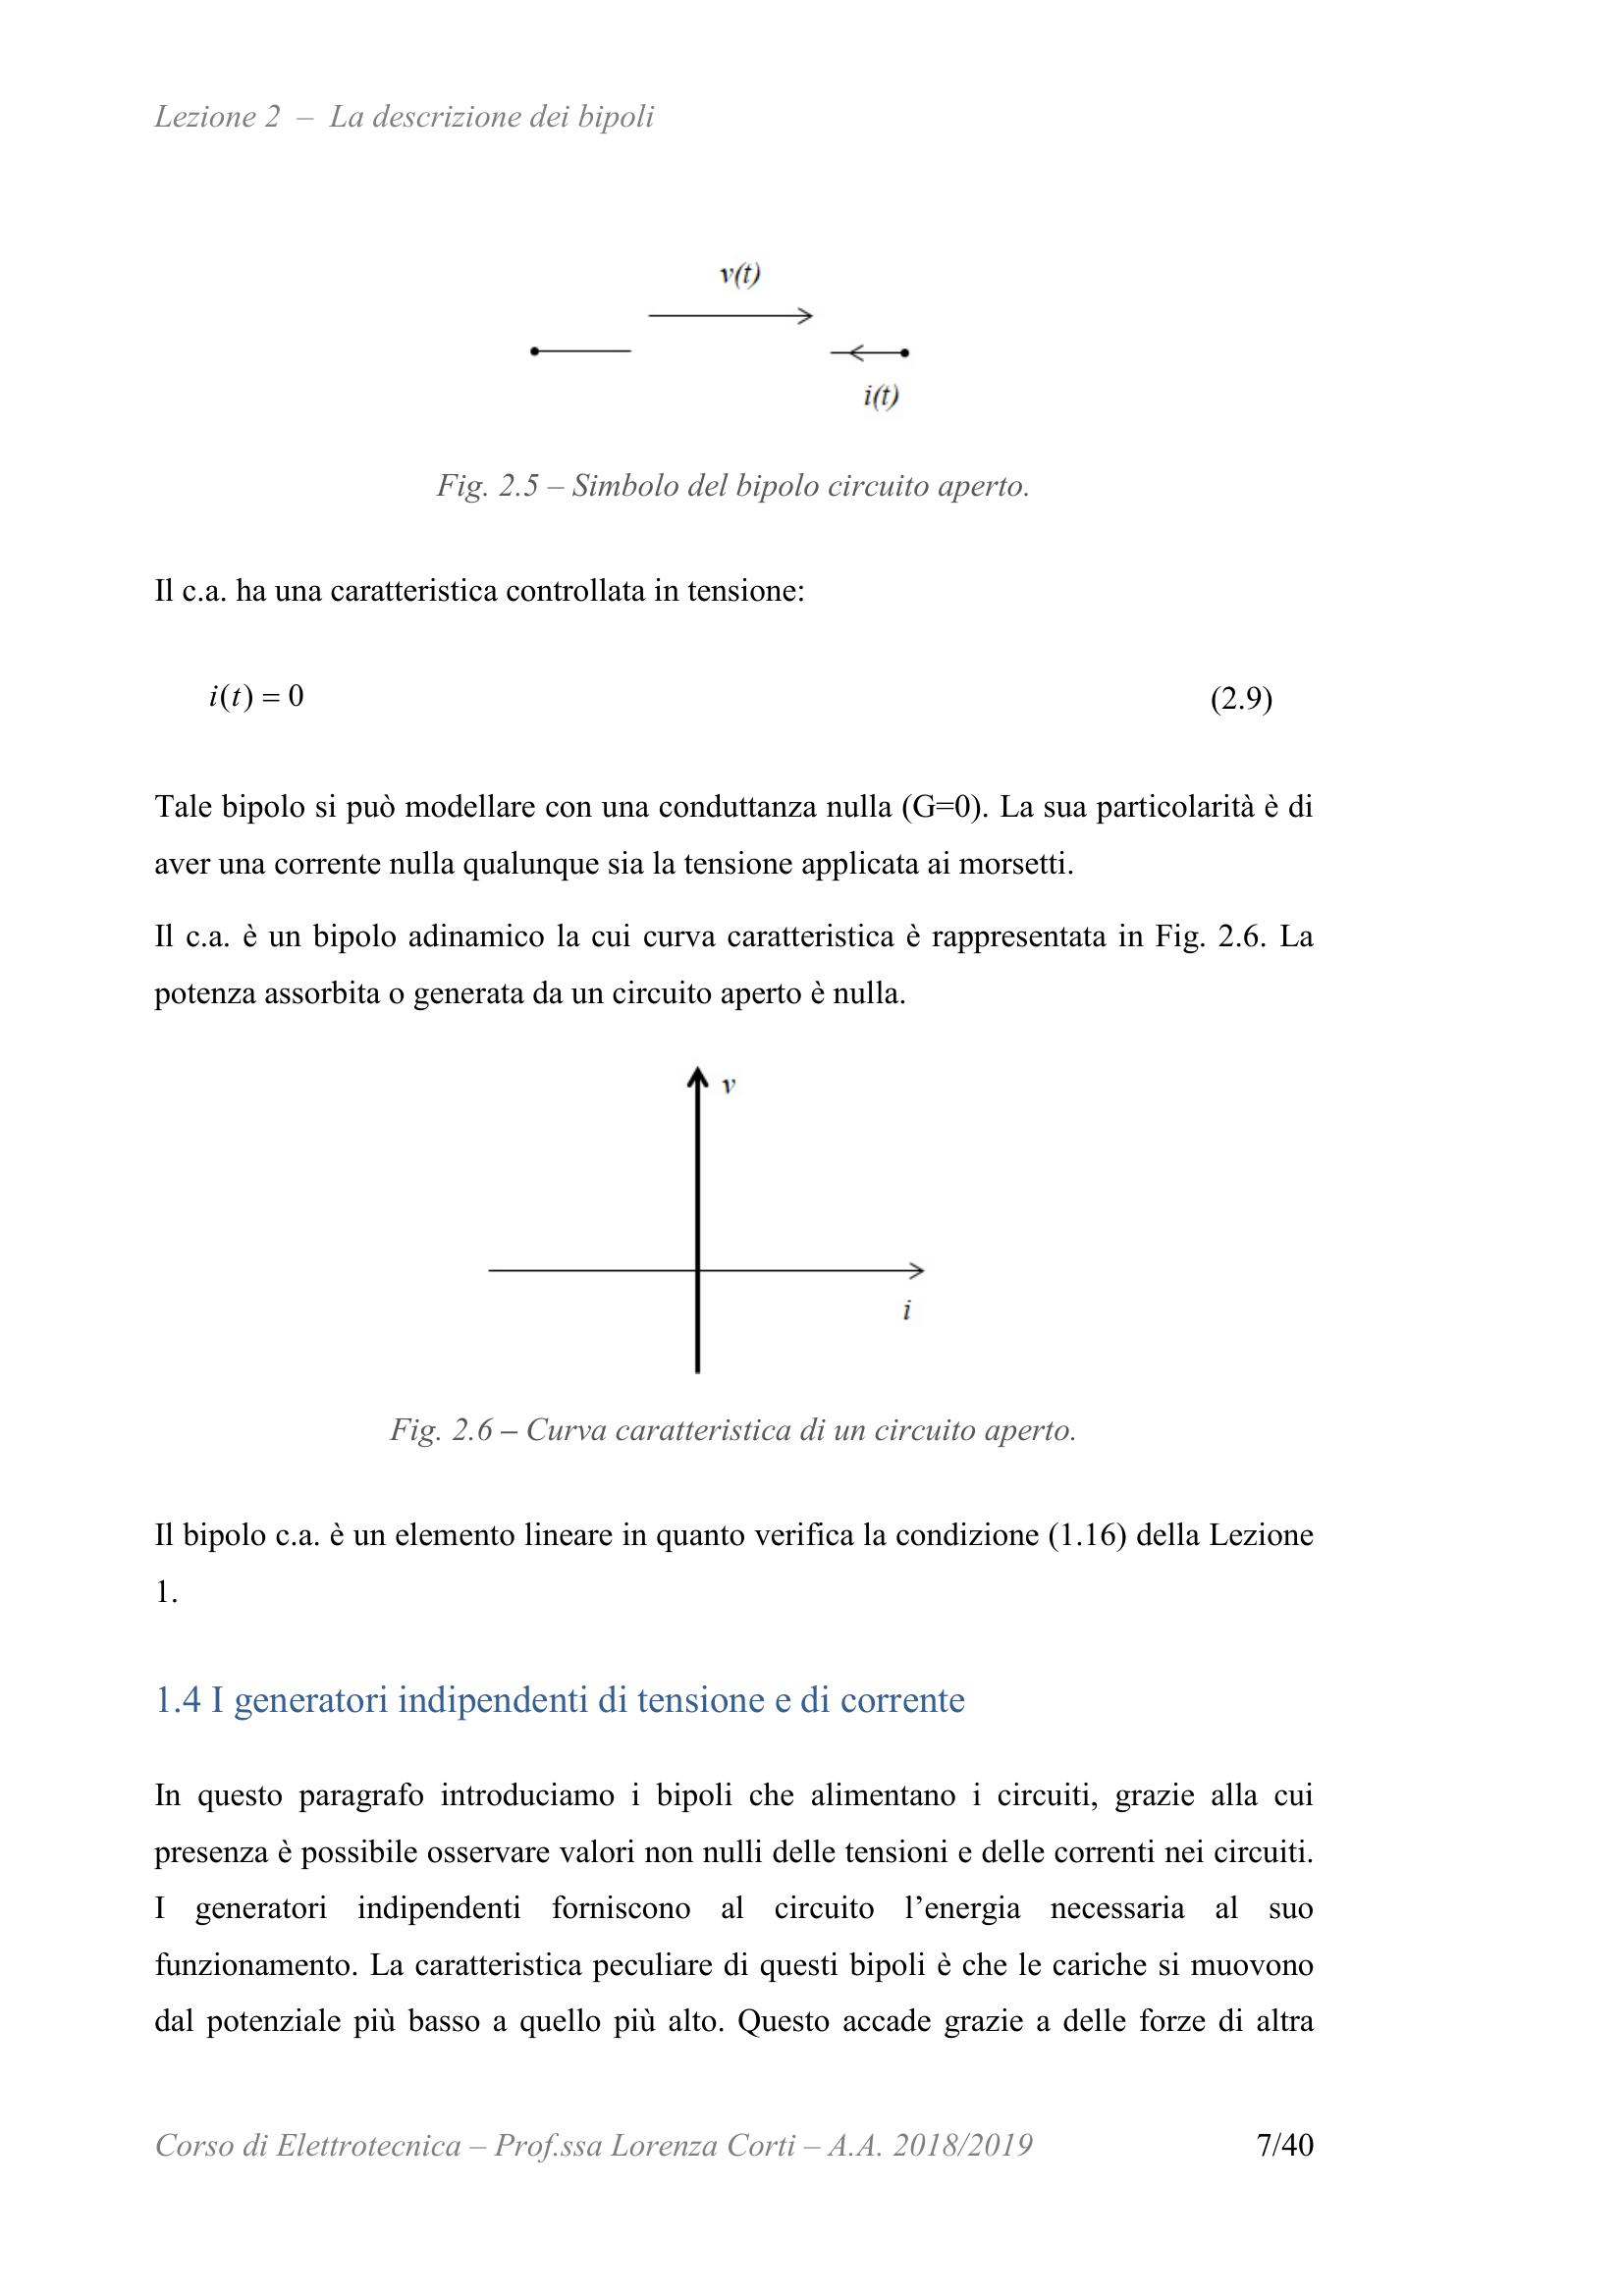 Lezione 2 – La descrizione dei bipoli
v(t)
i(t)
Fig. 2.5 – Simbolo del bipolo circuito aperto.
Il c.a. ha una caratteristica controllata in tensione:
i(t) = 0 (2.9)
Tale bipolo si può modellare con una conduttanza nulla (G=0). La sua particolarità è di
aver una corrente nulla qualunque sia la tensione applicata ai morsetti.
Il c.a. è un bipolo adinamico la cui curva caratteristica è rappresentata in Fig. 2.6. La
potenza assorbita o generata da un circuito aperto è nulla.
v
i
Fig. 2.6 – Curva caratteristica di un circuito aperto.
Il bipolo c.a. è un elemento lineare in quanto verifica la condizione (1.16) della Lezione
1.
1.4 I generatori indipendenti di tensione e di corrente
In questo paragrafo introduciamo i bipoli che alimentano i circuiti, grazie alla cui
presenza è possibile osservare valori non nulli delle tensioni e delle correnti nei circuiti.
I generatori indipendenti forniscono al circuito l’energia necessaria al suo
funzionamento. La caratteristica peculiare di questi bipoli è che le cariche si muovono
dal potenziale più basso a quello più alto. Questo accade grazie a delle forze di altra
Corso di Elettrotecnica – Prof.ssa Lorenza Corti – A.A. 2018/2019 7/40